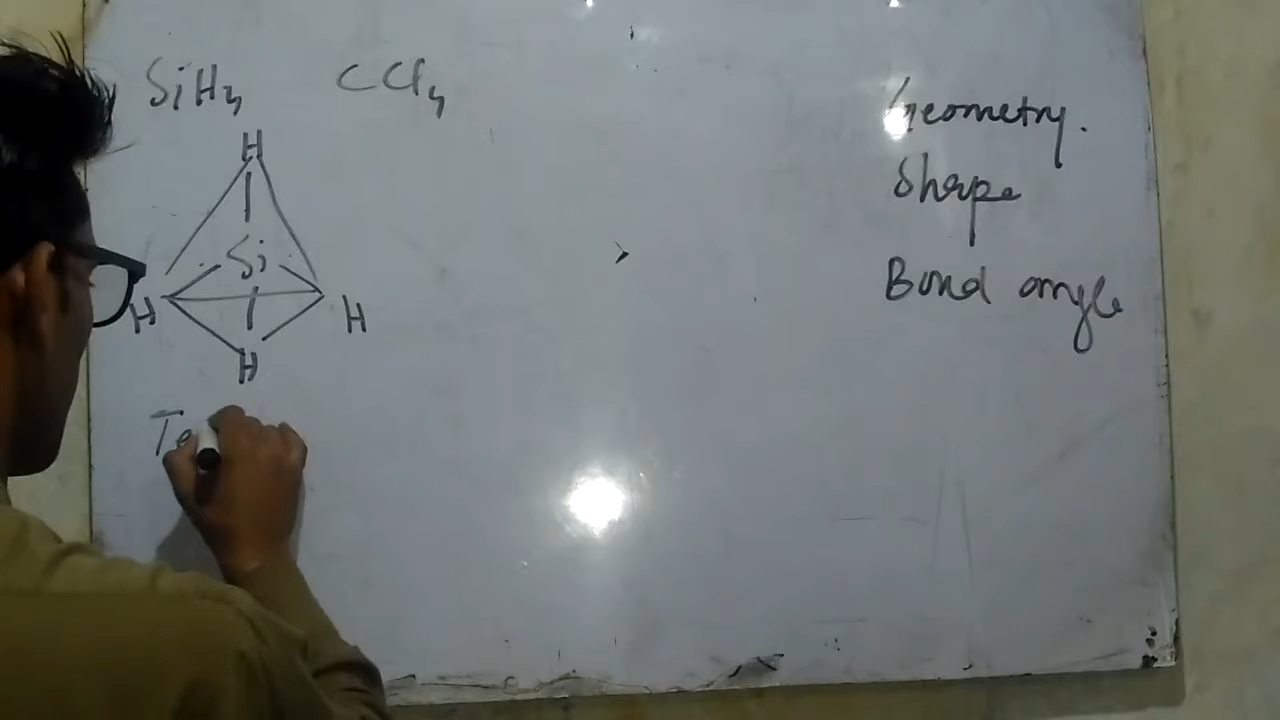 SiH4 CCl4
H
Si
H H
H
Te
Geometry.
Shape
Bond angle